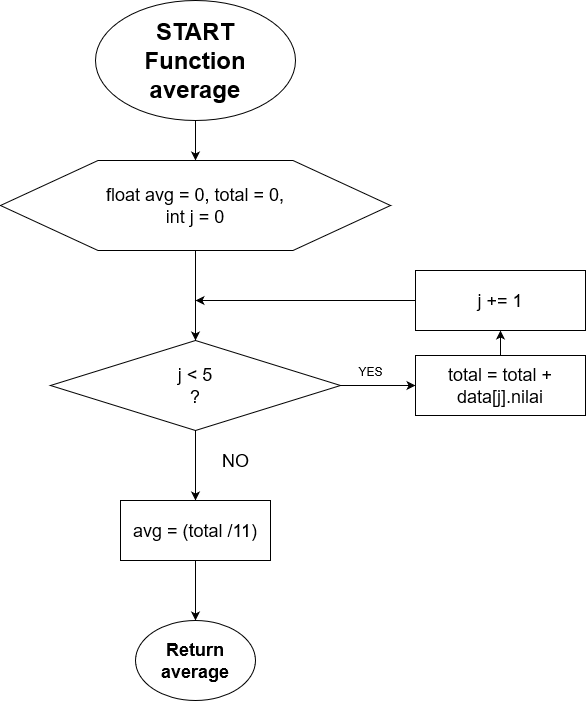 START
Function
average
float avg = 0, total = 0,
int j = 0
j += 1
j < 5
?
YES
total = total +
data[j].nilai
NO
avg = (total /11)
Return
average